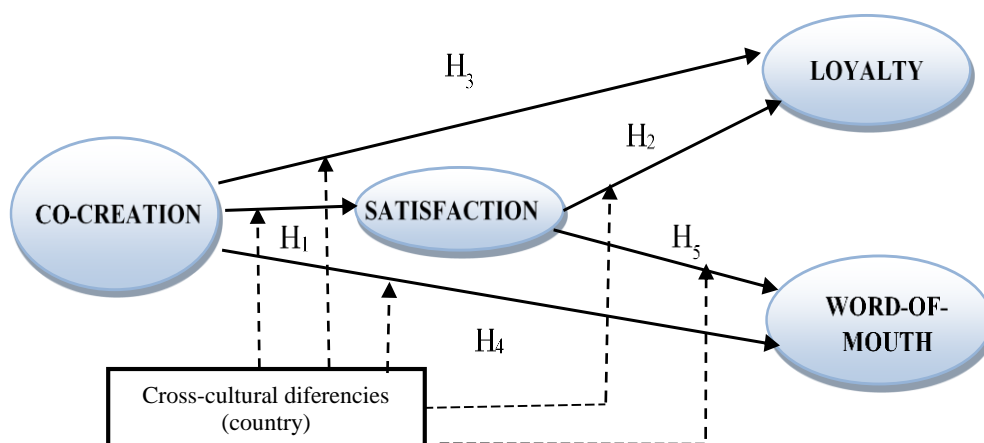 H3
LOYALTY
H2
CO-CREATION
SATISFACTION
H1
H5
WORD-OF-
MOUTH
H4
Cross-cultural diferencies
(country)